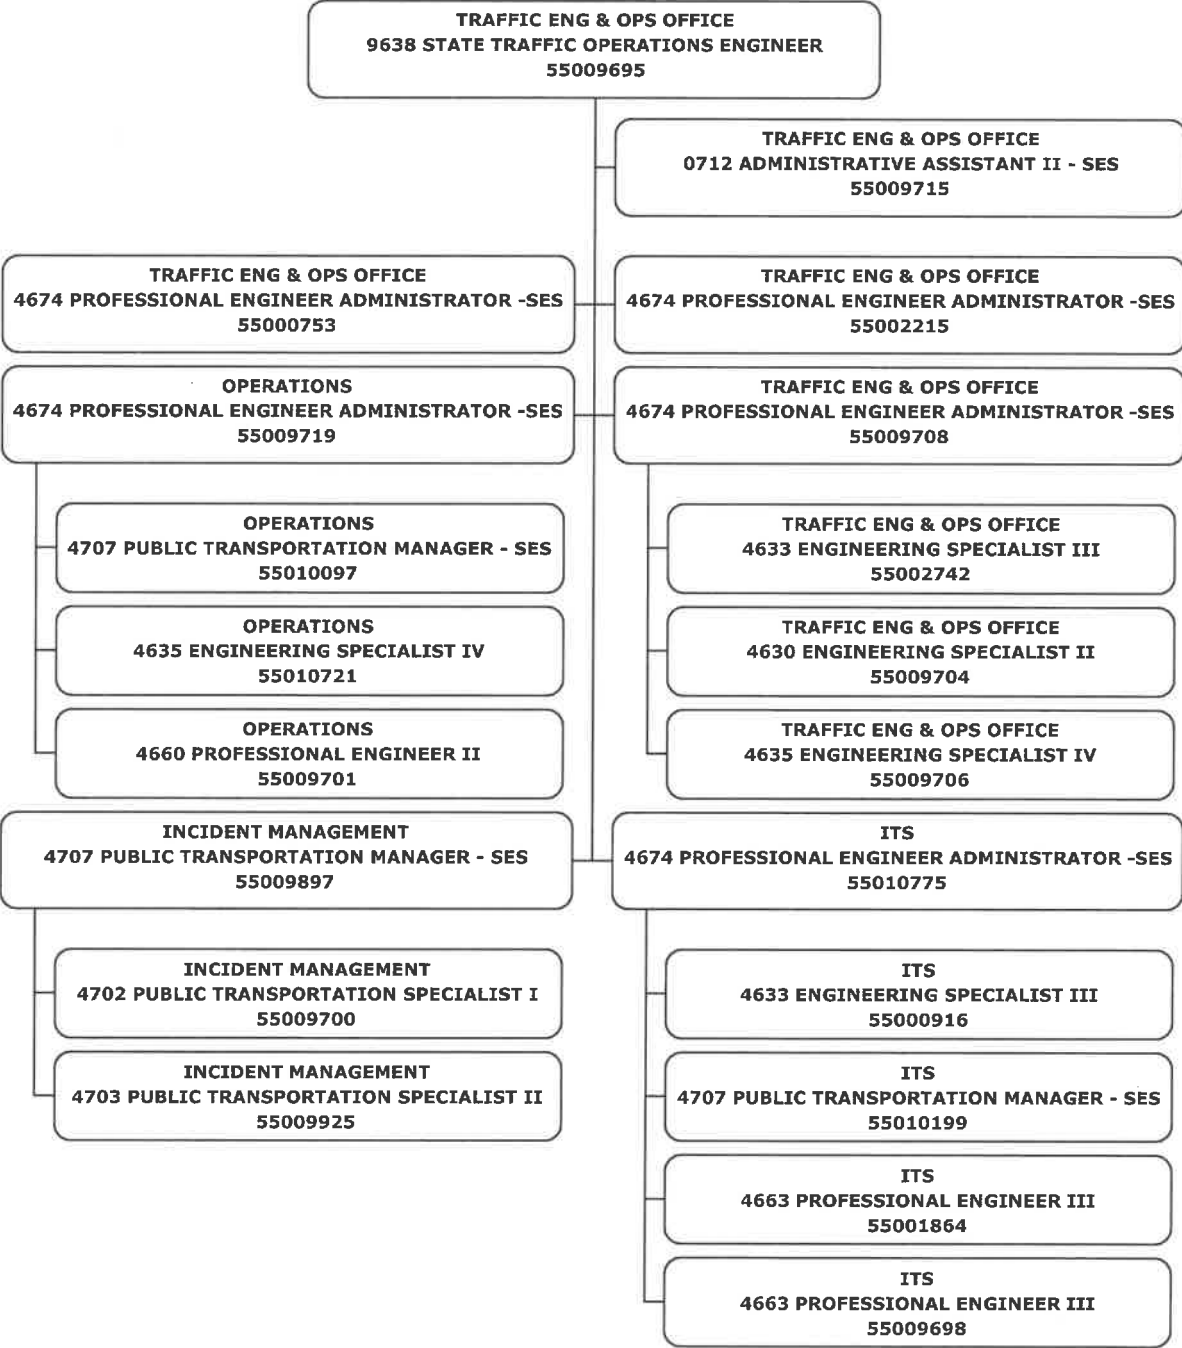 TRAFFIC ENG & OPS OFFICE
9638 STATE TRAFFIC OPERATIONS ENGINEER
55009695
TRAFFIC ENG & OPS OFFICE
0712 ADMINISTRATIVE ASSISTANT II - SES
55009715
TRAFFIC ENG & OPS OFFICE
4674 PROFESSIONAL ENGINEER ADMINISTRATOR -SES
55000753
TRAFFIC ENG & OPS OFFICE
4674 PROFESSIONAL ENGINEER ADMINISTRATOR -SES
55002215
OPERATIONS
4674 PROFESSIONAL ENGINEER ADMINISTRATOR -SES
55009719
TRAFFIC ENG & OPS OFFICE
4674 PROFESSIONAL ENGINEER ADMINISTRATOR -SES
55009708
OPERATIONS
4707 PUBLIC TRANSPORTATION MANAGER - SES
55010097
OPERATIONS
4635 ENGINEERING SPECIALIST IV
55010721
OPERATIONS
4660 PROFESSIONAL ENGINEER II
55009701
TRAFFIC ENG & OPS OFFICE
4633 ENGINEERING SPECIALIST III
55002742
TRAFFIC ENG & OPS OFFICE
4630 ENGINEERING SPECIALIST II
55009704
TRAFFIC ENG & OPS OFFICE
4635 ENGINEERING SPECIALIST IV
55009706
INCIDENT MANAGEMENT
4707 PUBLIC TRANSPORTATION MANAGER - SES
55009897
ITS
4674 PROFESSIONAL ENGINEER ADMINISTRATOR -SES
55010775
INCIDENT MANAGEMENT
4702 PUBLIC TRANSPORTATION SPECIALIST I
55009700
INCIDENT MANAGEMENT
4703 PUBLIC TRANSPORTATION SPECIALIST II
55009925
ITS
4633 ENGINEERING SPECIALIST III
55000916
ITS
4707 PUBLIC TRANSPORTATION MANAGER - SES
55010199
ITS
4663 PROFESSIONAL ENGINEER III
55001864
ITS
4663 PROFESSIONAL ENGINEER III
55009698